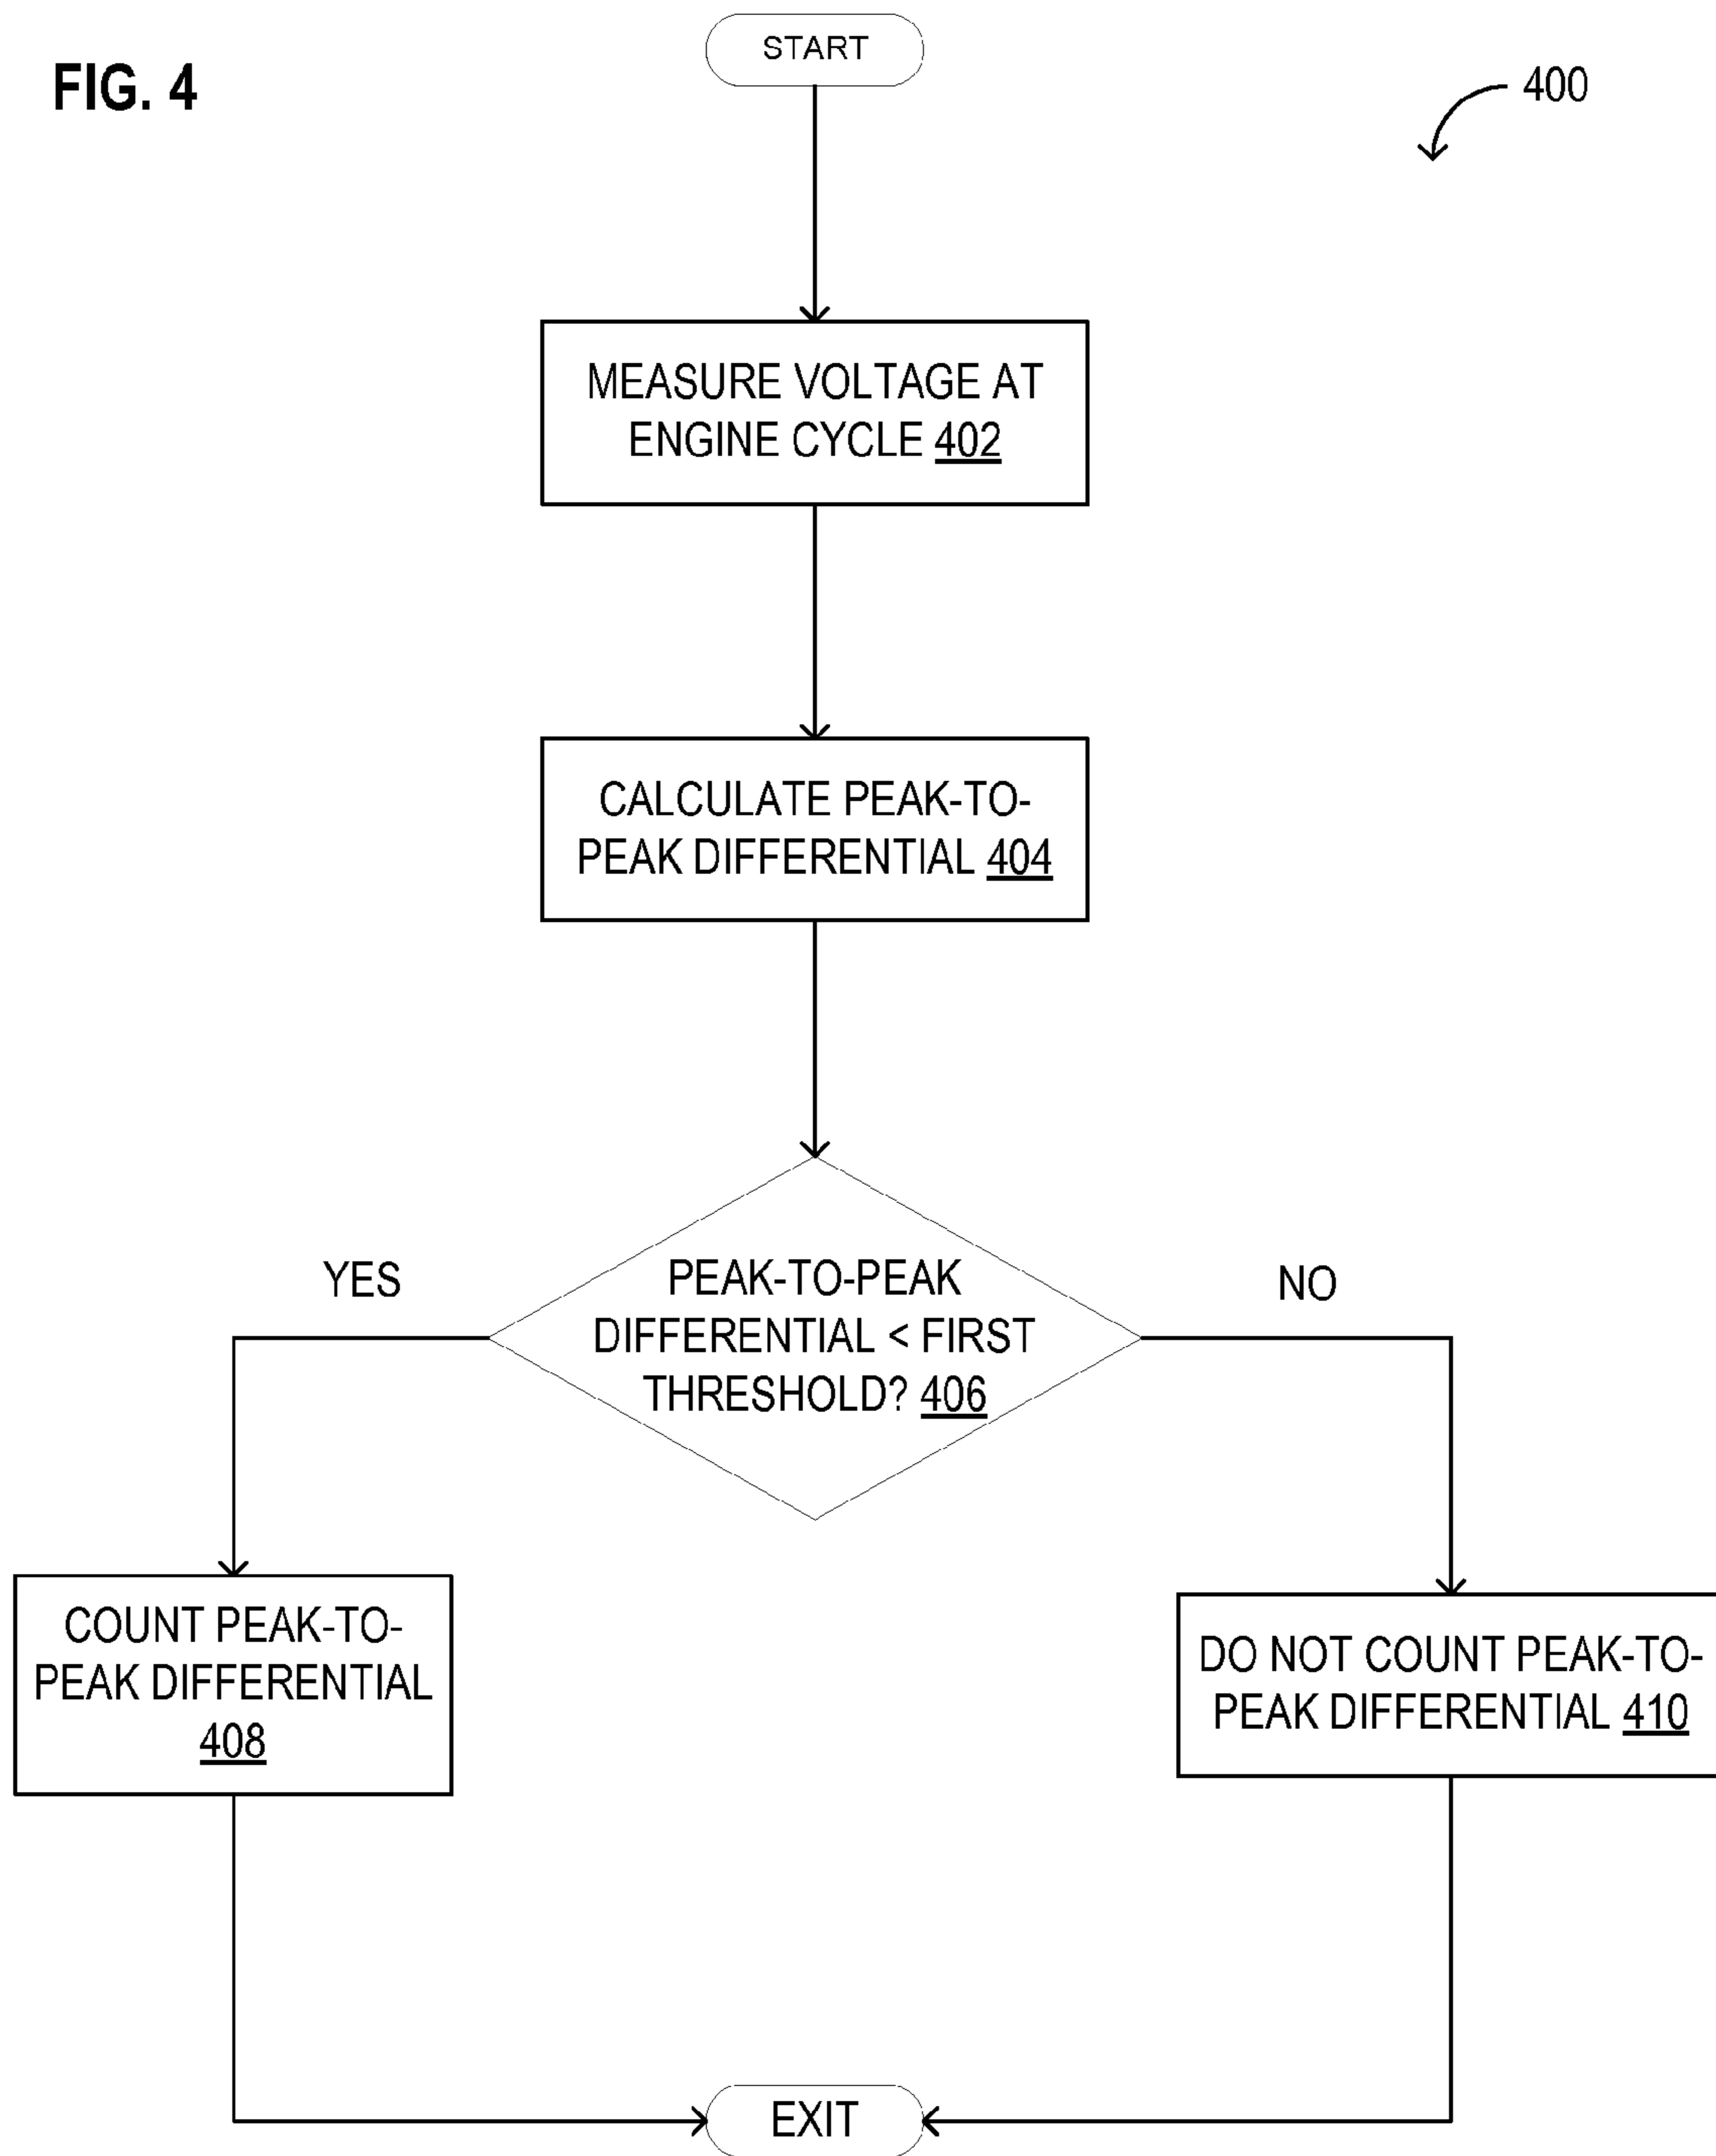 START
FIG. 4
400
MEASURE VOLTAGE AT
ENGINE CYCLE 402
CALCULATE PEAK-TO-
PEAK DIFFERENTIAL 404
YES
PEAK-TO-PEAK
DIFFERENTIAL < FIRST
THRESHOLD? 406
NO
COUNT PEAK-TO-
PEAK DIFFERENTIAL
408
DO NOT COUNT PEAK-TO-
PEAK DIFFERENTIAL 410
EXIT